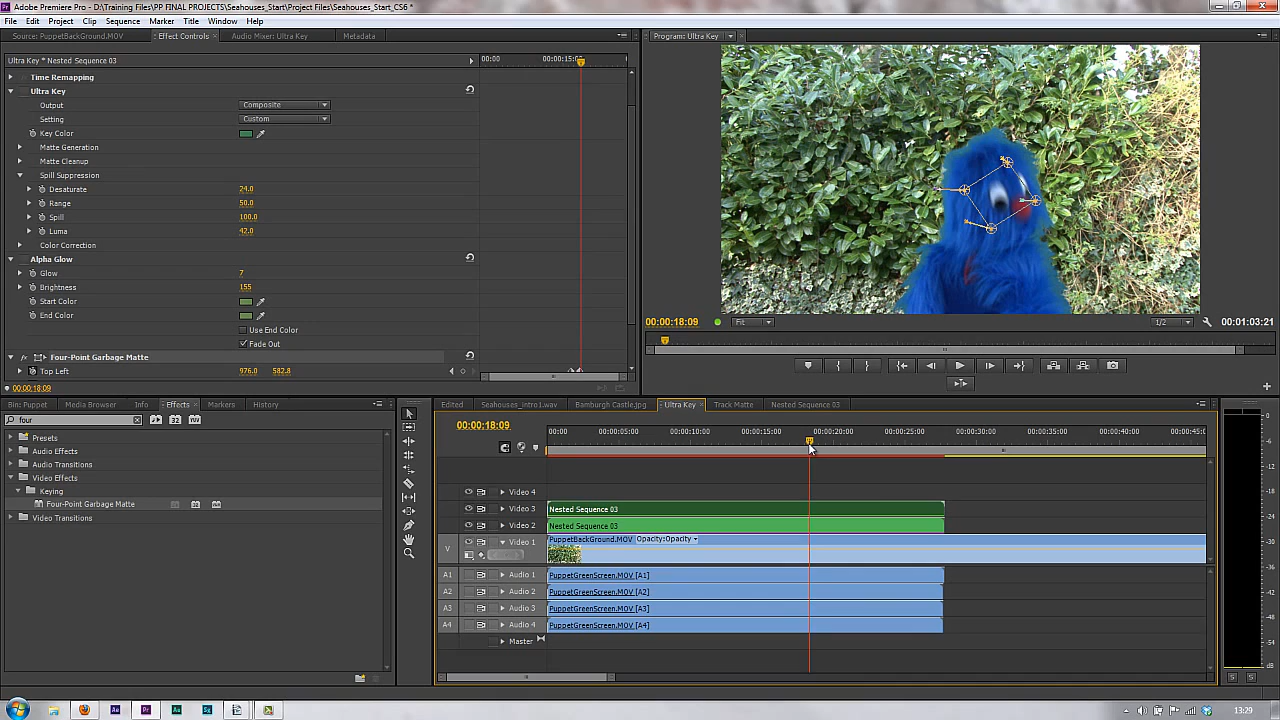 Adobe Premiere Pro - D:\Training Files\PP FINAL PROJECTS\Seahouses_Start\Project Files\Seahouses_Start_CS6 *
File Edit Project Clip Sequence Marker Title Window Help
Source: PuppetBackGround.MOV Effect Controls Audio Mixer: Ultra Key Metadata
Program: Ultra Key
Ultra Key * Nested Sequence 03
00:00
Time Remapping
Ultra Key
Output Composite
Setting Custom
Key Color
Matte Generation
Matte Cleanup
Spill Suppression
Desaturate 24.0
Range 50.0
Spill 100.0
Luma 42.0
Color Correction
Alpha Glow
Glow 7
Brightness 155
Start Color
End Color
Use End Color
Fade Out
Four-Point Garbage Matte
Top Left 976.0 582.8
00:00:18:09
00:00:18:09 Fit 1/2 00:01:03:21
Bin: Puppet Media Browser Info Effects Markers History
four
Presets
Audio Effects
Audio Transitions
Video Effects
Keying
Four-Point Garbage Matte
Video Transitions
Edited Seahouses_intro1.wav Bamburgh Castle.jpg Ultra Key Track Matte Nested Sequence 03
00:00:18:09
00:00 00:00:05:00 00:00:10:00 00:00:15:00 00:00:20:00 00:00:25:00 00:00:30:00 00:00:35:00 00:00:40:00 00:00:45:0
Video 4
Video 3 Nested Sequence 03
Video 2 Nested Sequence 03
V Video 1 PuppetBackGround.MOV Opacity:Opacity
A1 Audio 1 PuppetGreenScreen.MOV [A1]
A2 Audio 2 PuppetGreenScreen.MOV [A2]
A3 Audio 3 PuppetGreenScreen.MOV [A3]
A4 Audio 4 PuppetGreenScreen.MOV [A4]
Master
0
-6
-12
-18
-24
-30
-36
-42
-48
-54
S S
13:29